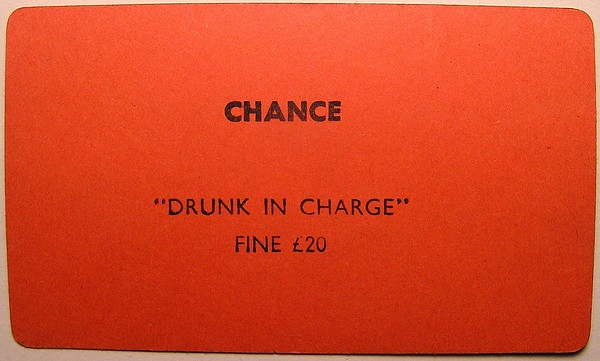 CHANCE
"DRUNK IN CHARGE"
FINE £20